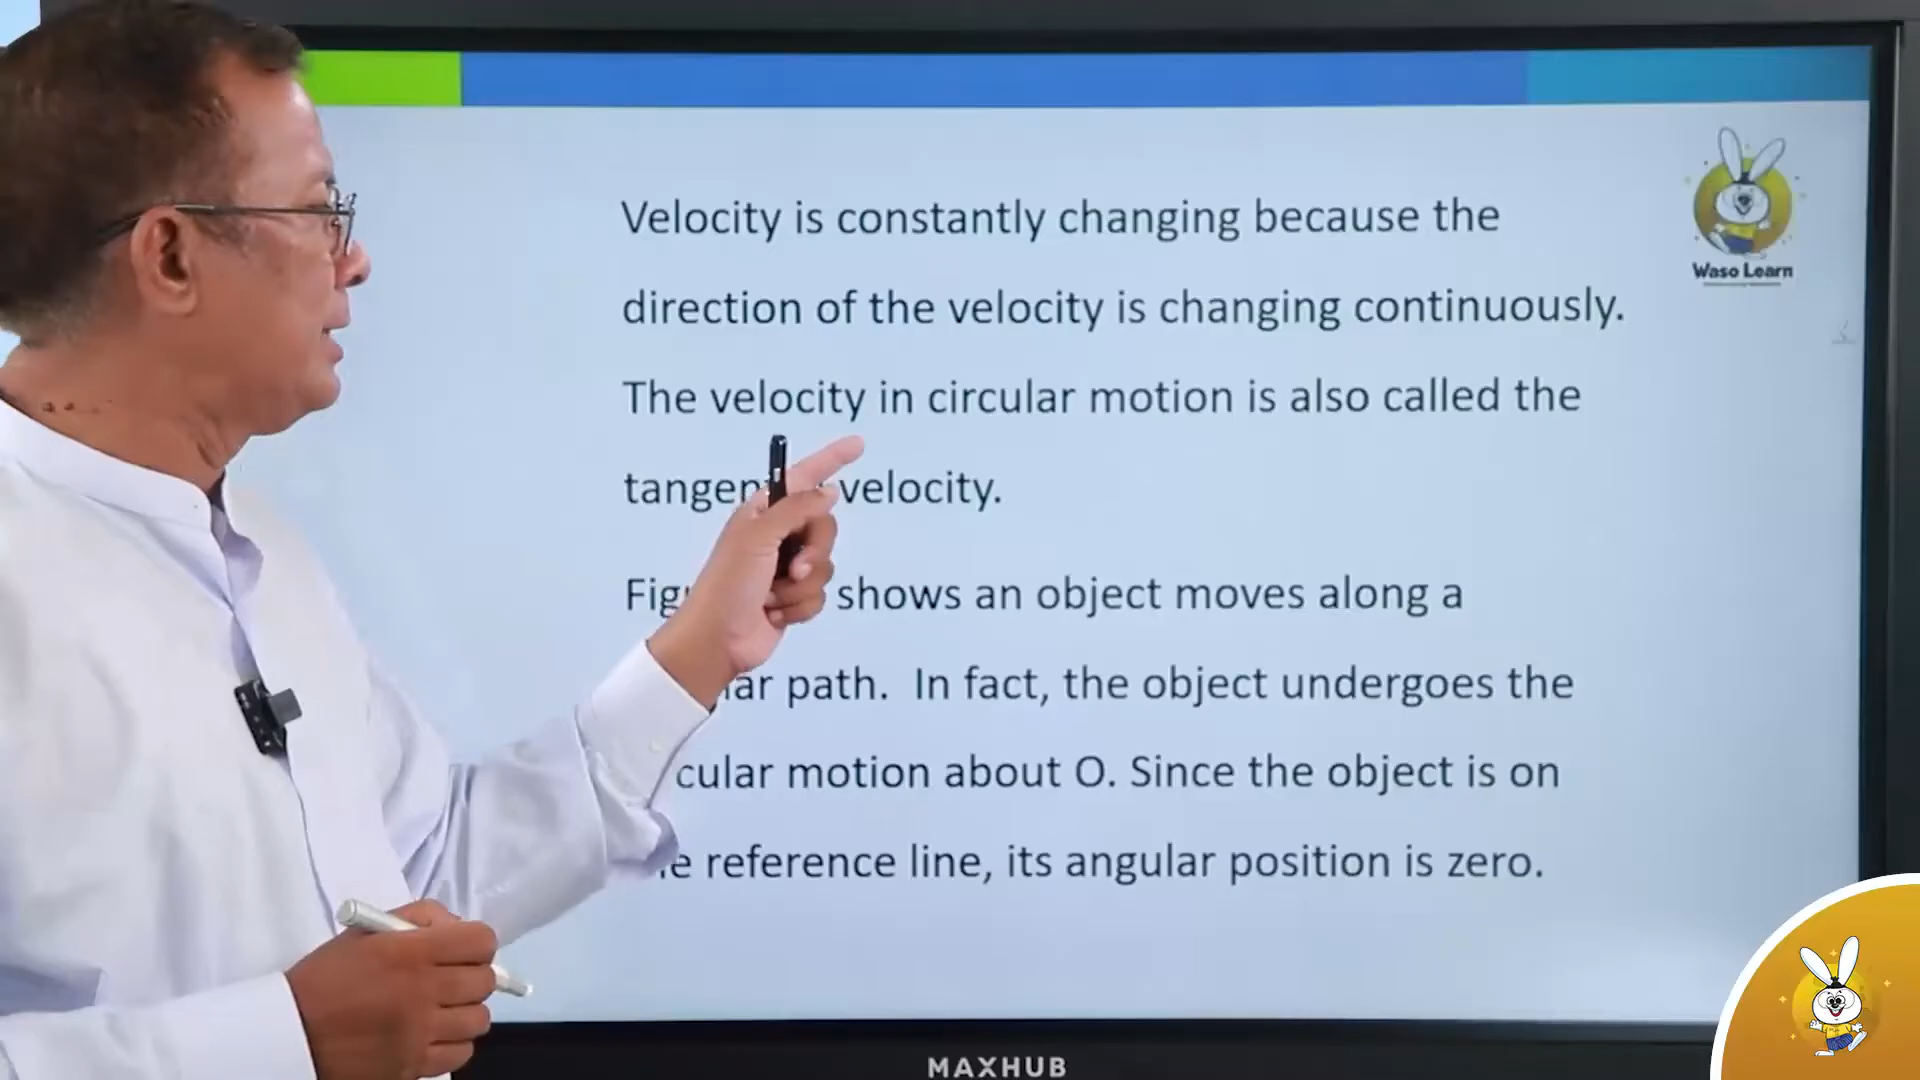 Velocity is constantly changing because the
direction of the velocity is changing continuously.
The velocity in circular motion is also called the
velocity.
shows an object moves along a
path. In fact, the object undergoes the
motion about O. Since the object is on
reference line, its angular position is zero.
Waso Learn
MAXHUB